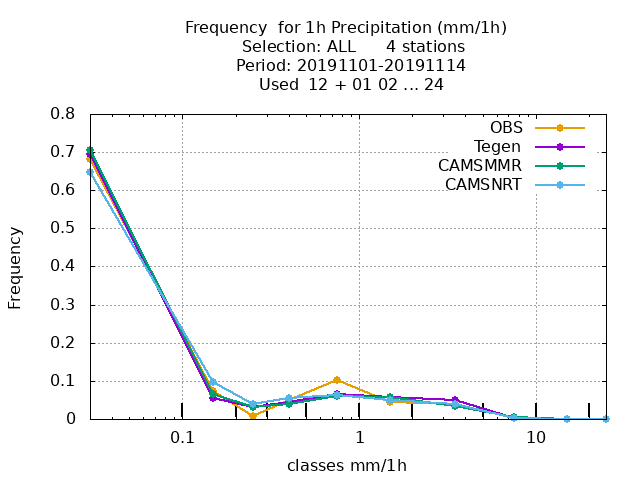 Frequency  for 1h Precipitation (mm/1h)
Selection: ALL      4 stations
Period: 20191101-20191114
Used  12 + 01 02 ... 24
OBS
Tegen
CAMSMMR
CAMSNRT
Frequency
0.8
0.7
0.6
0.5
0.4
0.3
0.2
0.1
0
0.1 1 10
classes mm/1h